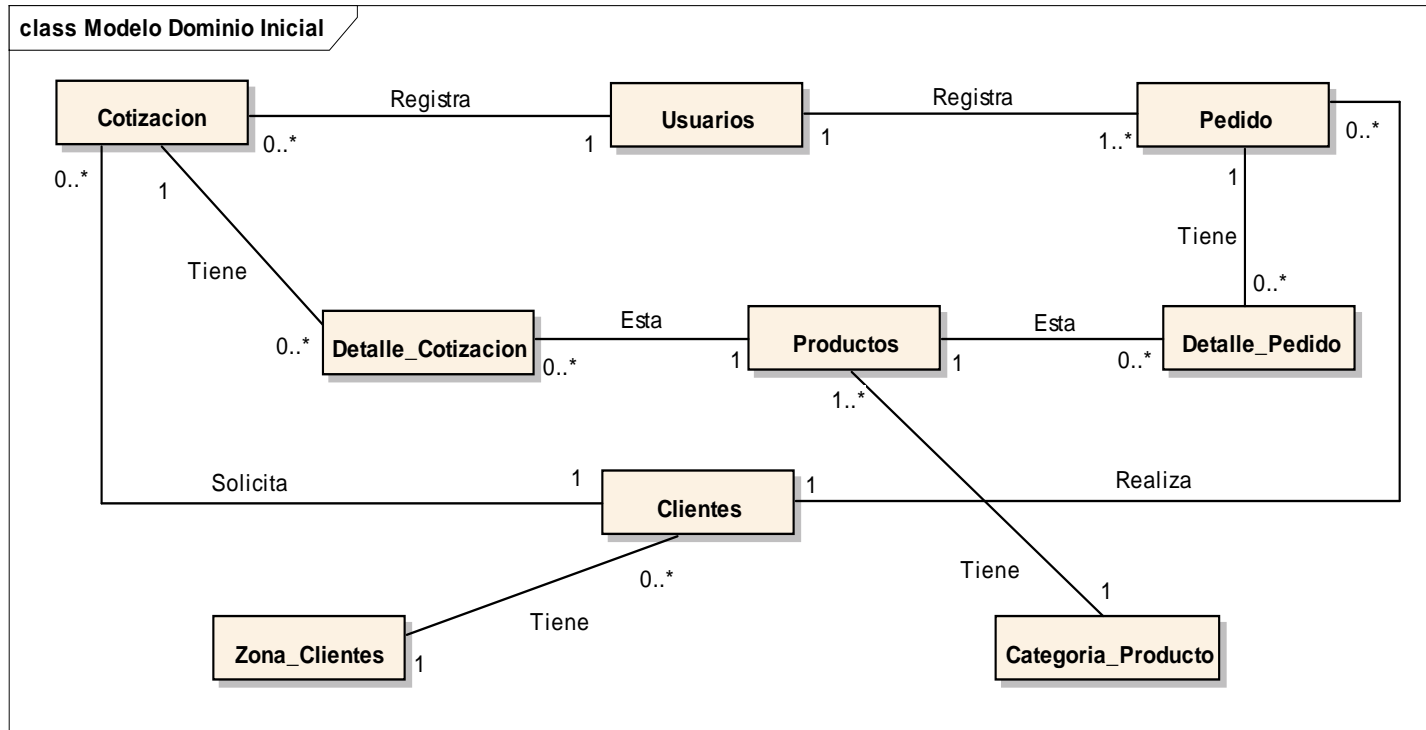 class Modelo Dominio Inicial
Cotizacion
Registra
0..*
1
Usuarios
Registra
1
1..*
Pedido
0..*
0..*
1
1
Tiene
0..*
Tiene
0..*
Detalle_Cotizacion
Esta
0..*
1
Productos
Esta
1
0..*
Detalle_Pedido
1..*
Solicita
1
Clientes
1
Realiza
0..*
Tiene
Tiene
1
Zona_Clientes
1
Categoria_Producto